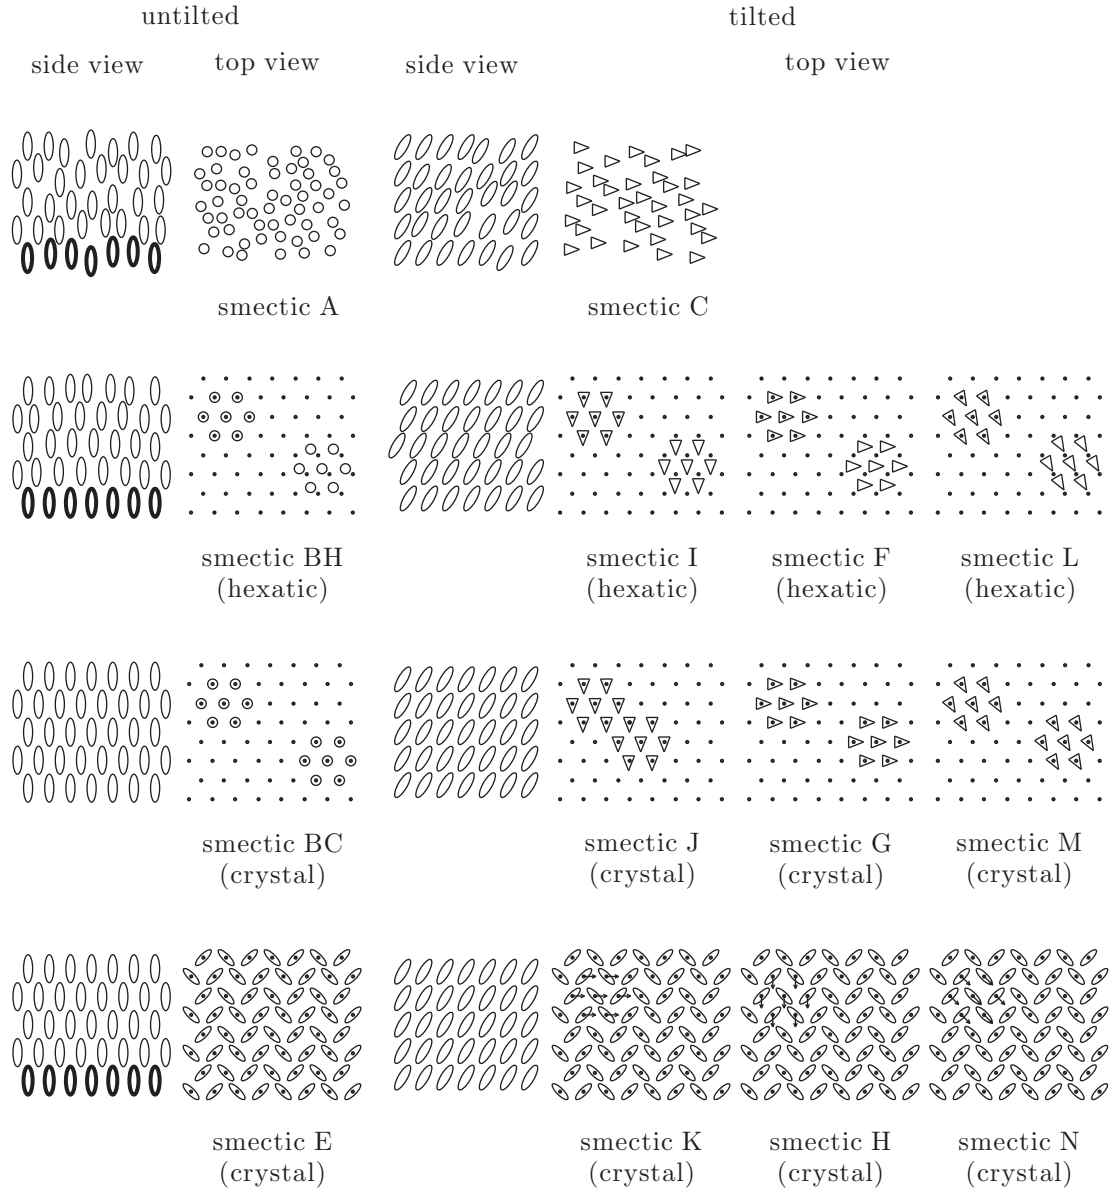 untilted
tilted
side view
top view
side view
top view
smectic A
smectic C
smectic BH
(hexatic)
smectic I
(hexatic)
smectic F
(hexatic)
smectic L
(hexatic)
smectic BC
(crystal)
smectic J
(crystal)
smectic G
(crystal)
smectic M
(crystal)
smectic E
(crystal)
smectic K
(crystal)
smectic H
(crystal)
smectic N
(crystal)